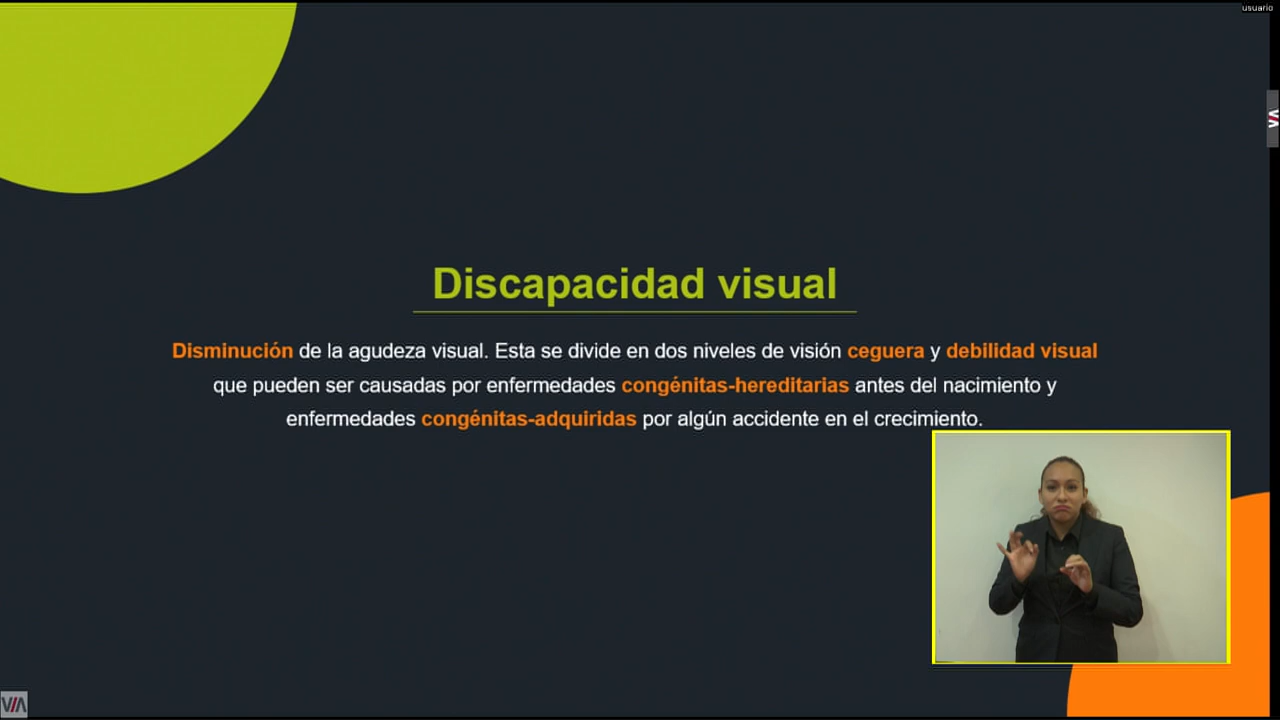 usuario
Discapacidad visual
Disminución de la agudeza visual. Esta se divide en dos niveles de visión ceguera y debilidad visual
que pueden ser causadas por enfermedades congénitas-hereditarias antes del nacimiento y
enfermedades congénitas-adquiridas por algún accidente en el crecimiento.
VIA